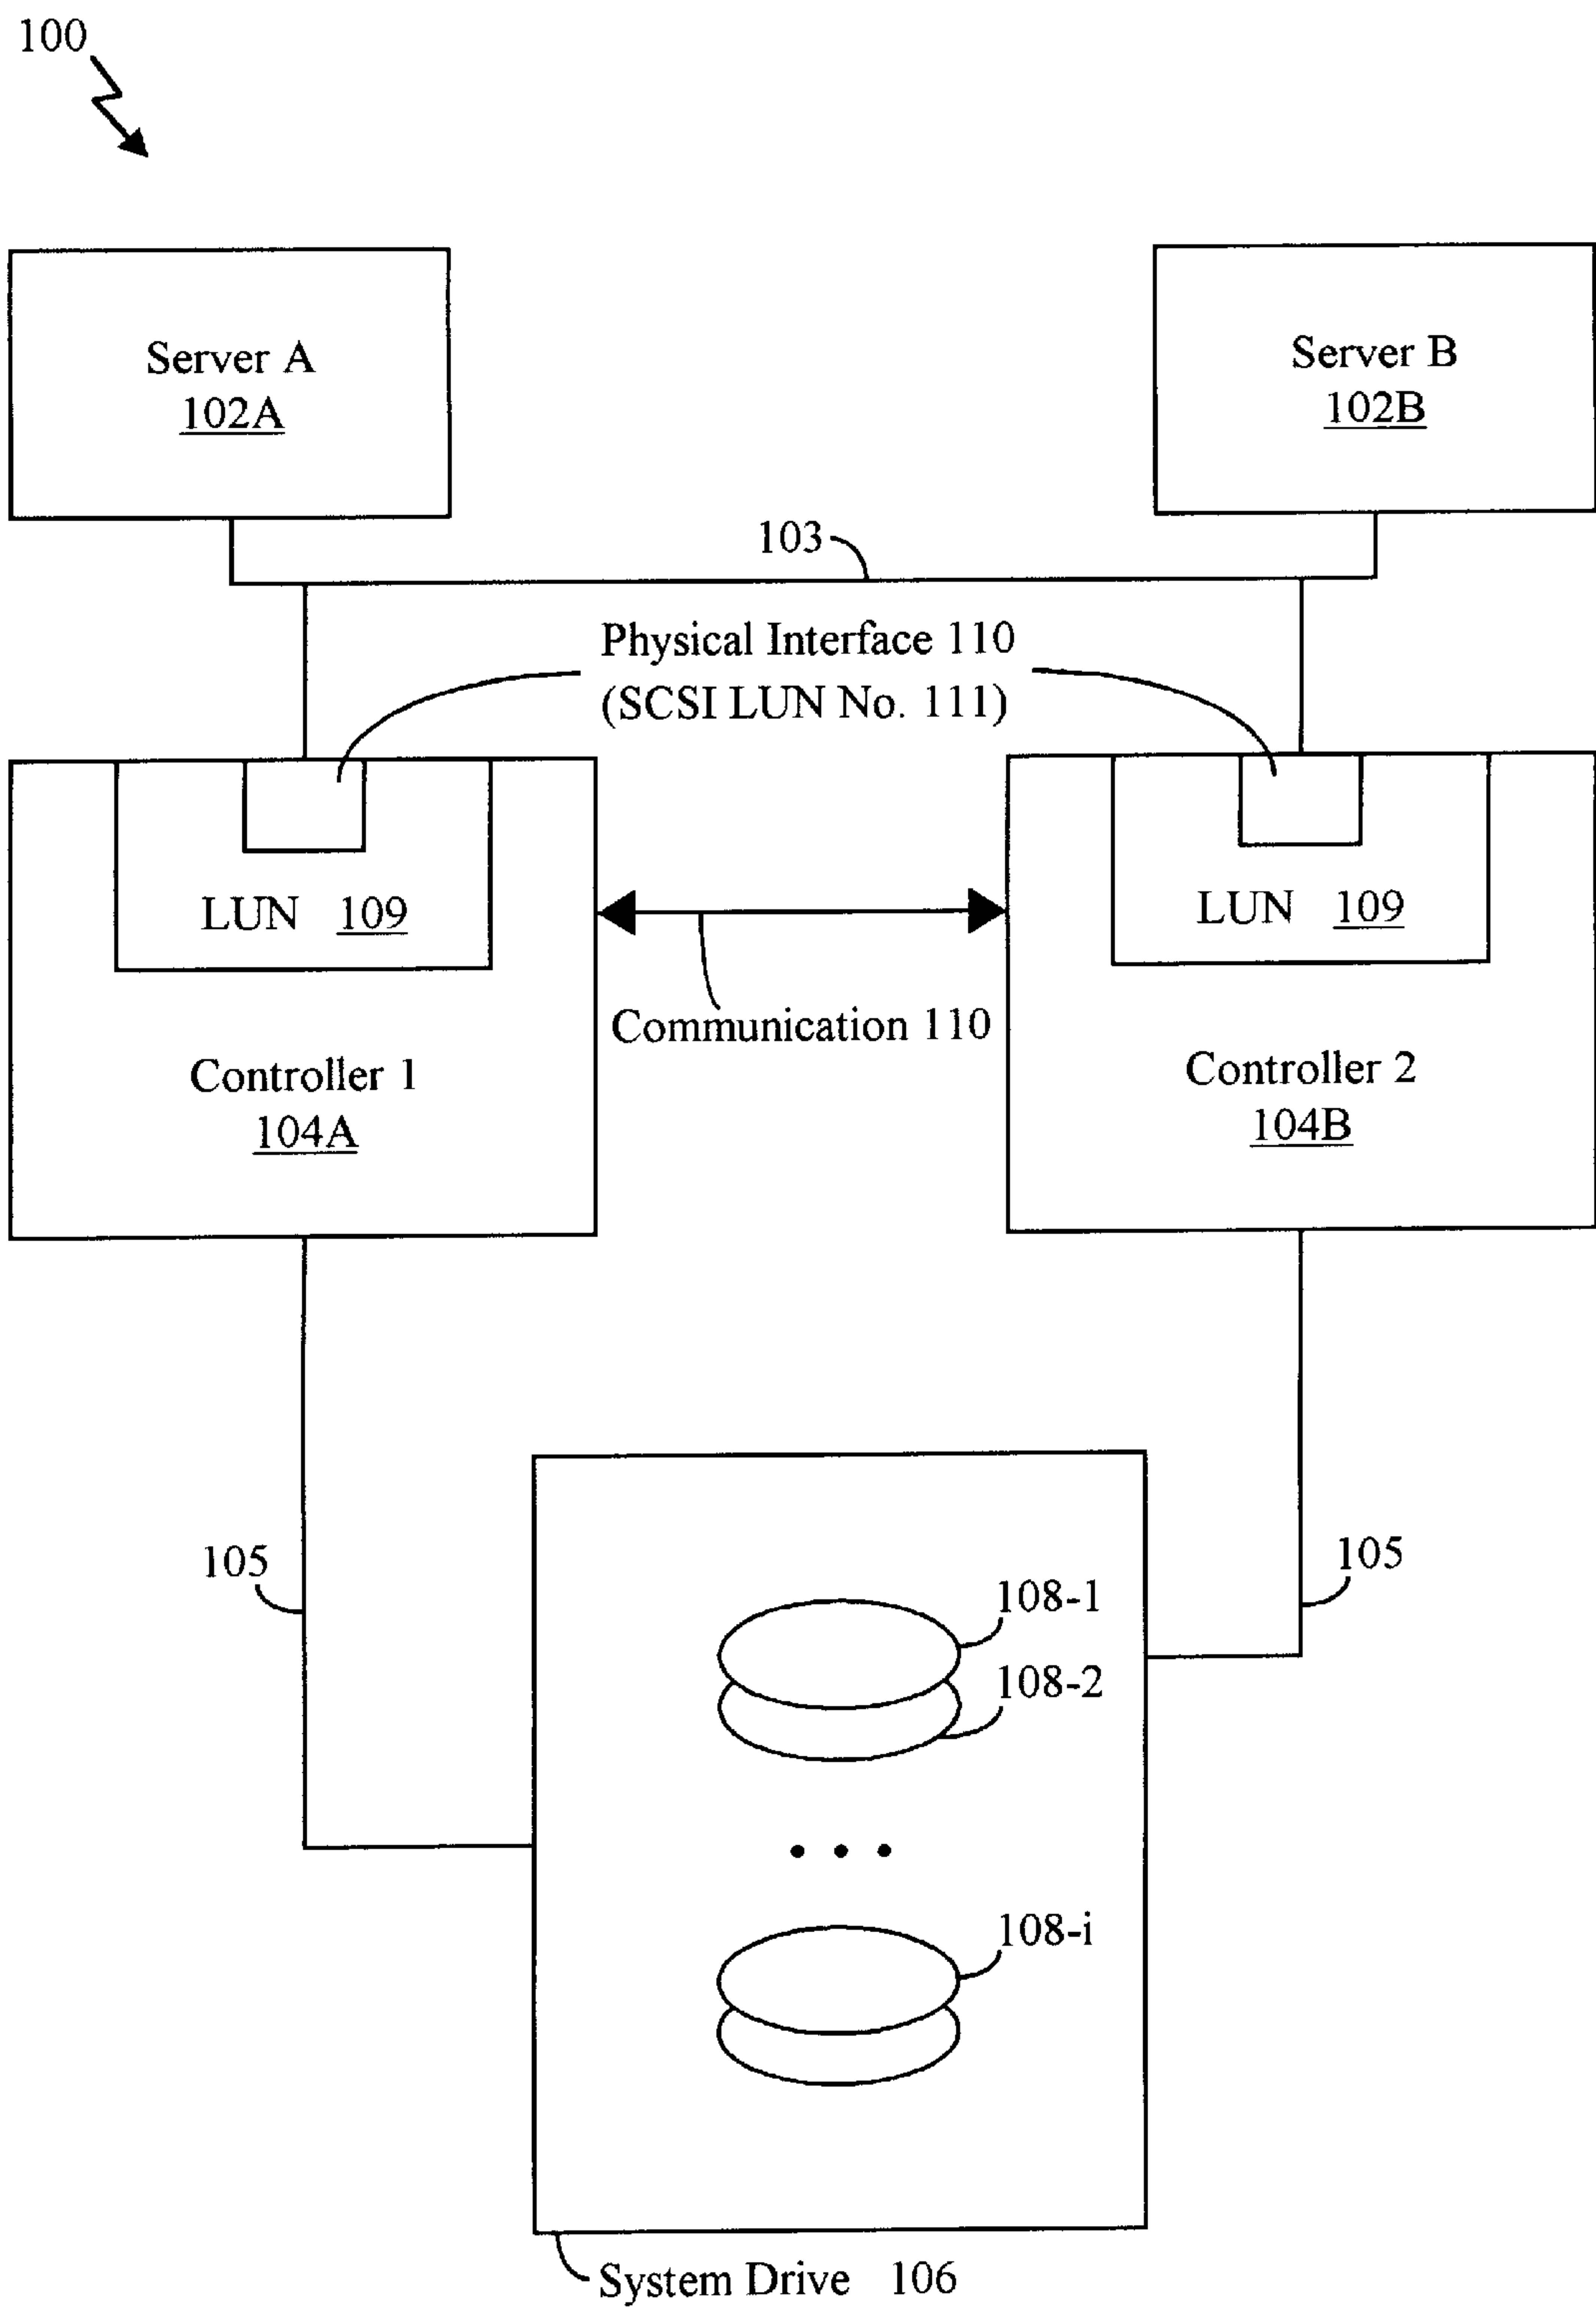 100
Server A
102A
Server B
102B
103
Physical Interface 110
(SCSI LUN No. 111)
LUN 109
LUN 109
Communication 110
Controller 1
104A
Controller 2
104B
105
105
108-1
108-2
108-i
System Drive 106